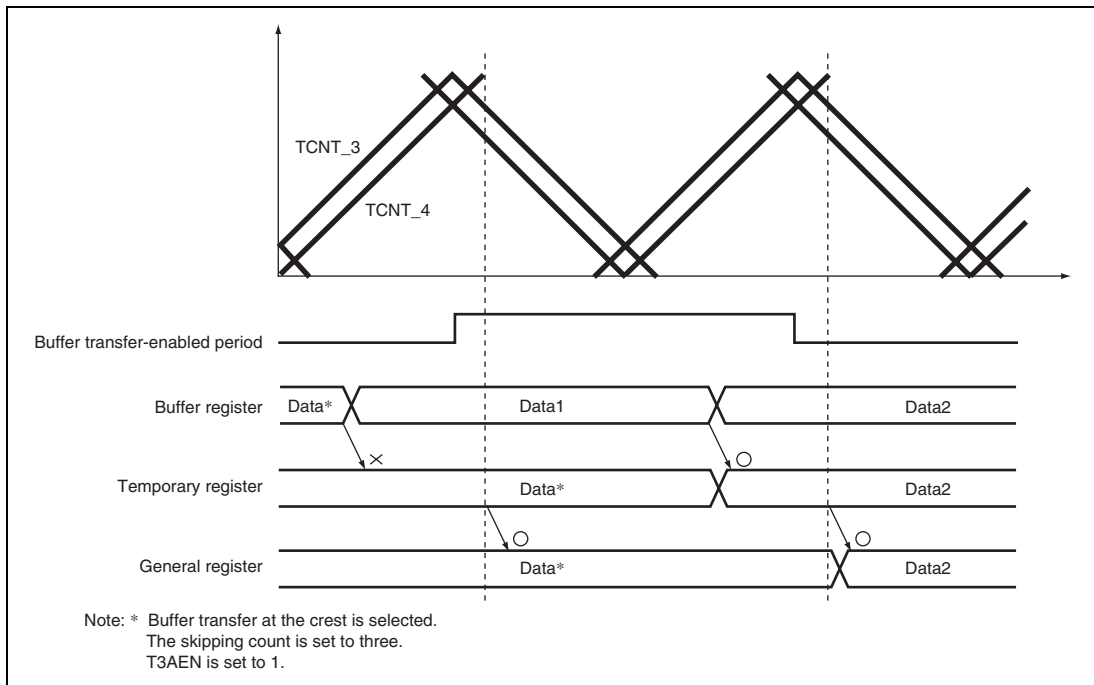 TCNT_3
TCNT_4
Buffer transfer-enabled period
Buffer register
Data*
Data1
Data2
Temporary register
Data*
Data2
General register
Data*
Data2
Note: * Buffer transfer at the crest is selected.
The skipping count is set to three.
T3AEN is set to 1.